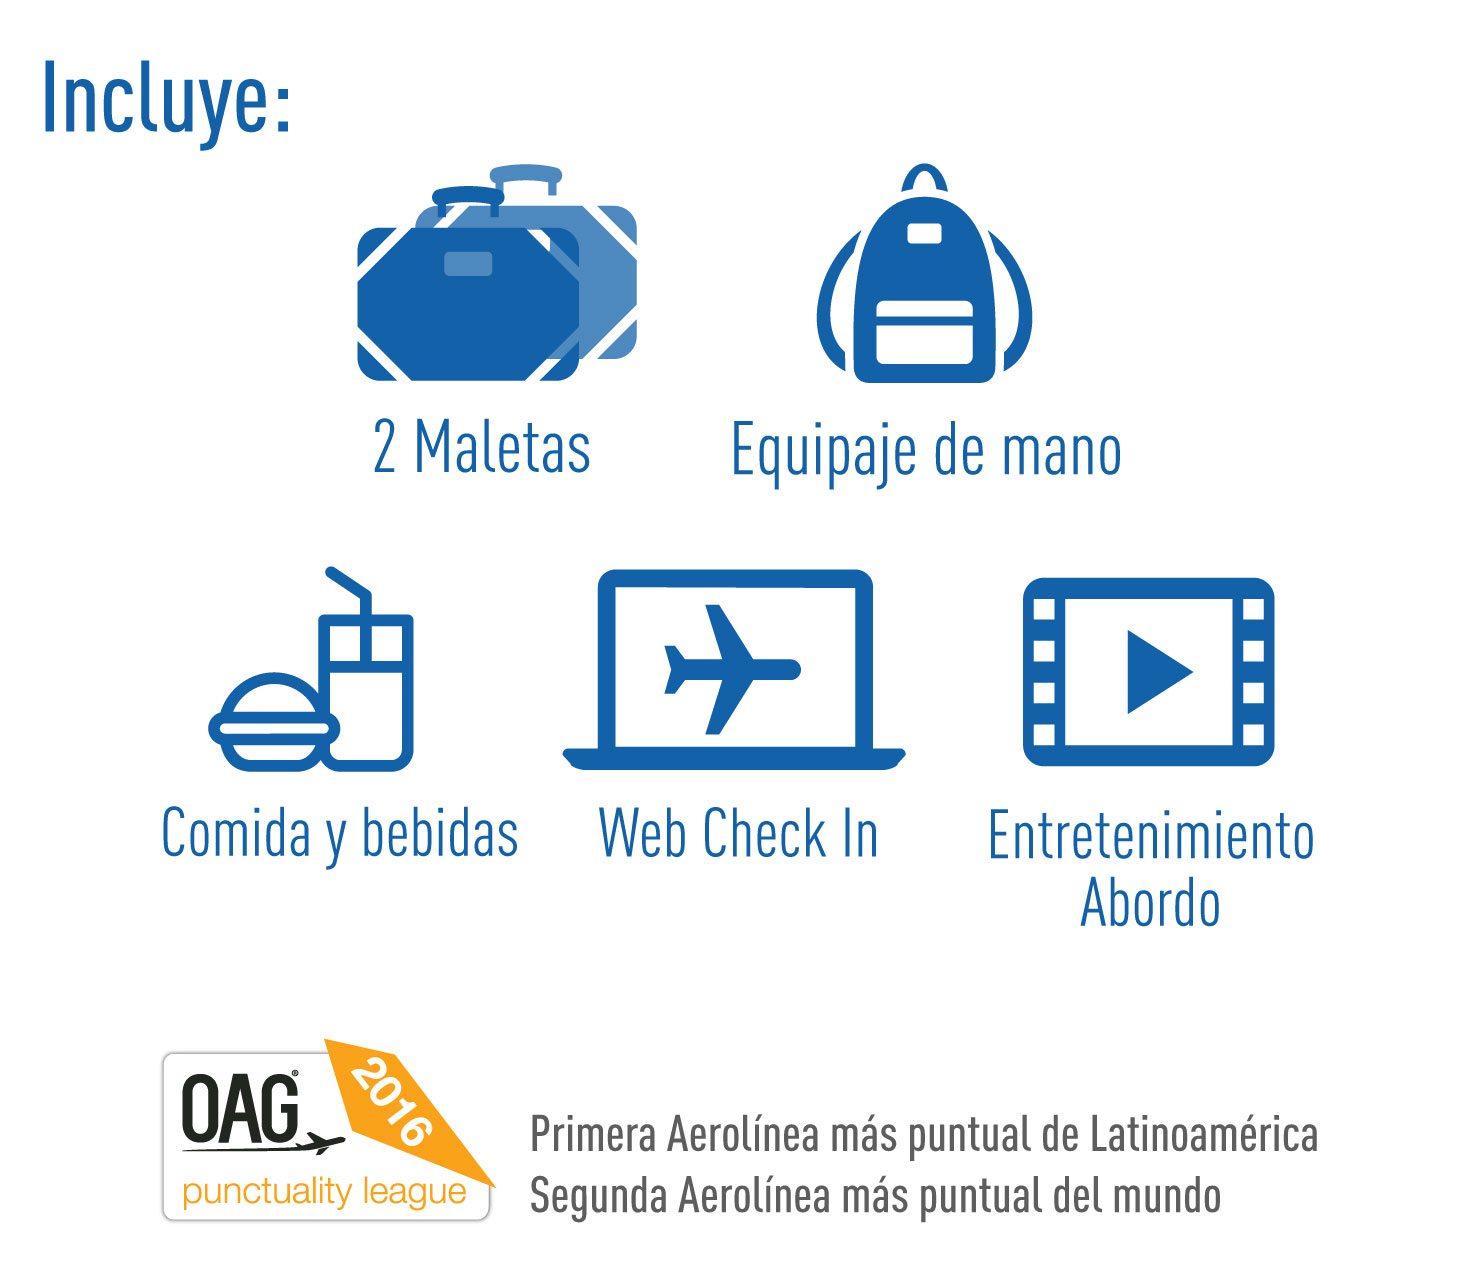 Incluye:
2 Maletas
Equipaje de mano
Comida y bebidas
Web Check In
Entretenimiento
Abordo
OAG®
2016
punctuality league
Primera Aerolínea más puntual de Latinoamérica
Segunda Aerolínea más puntual del mundo